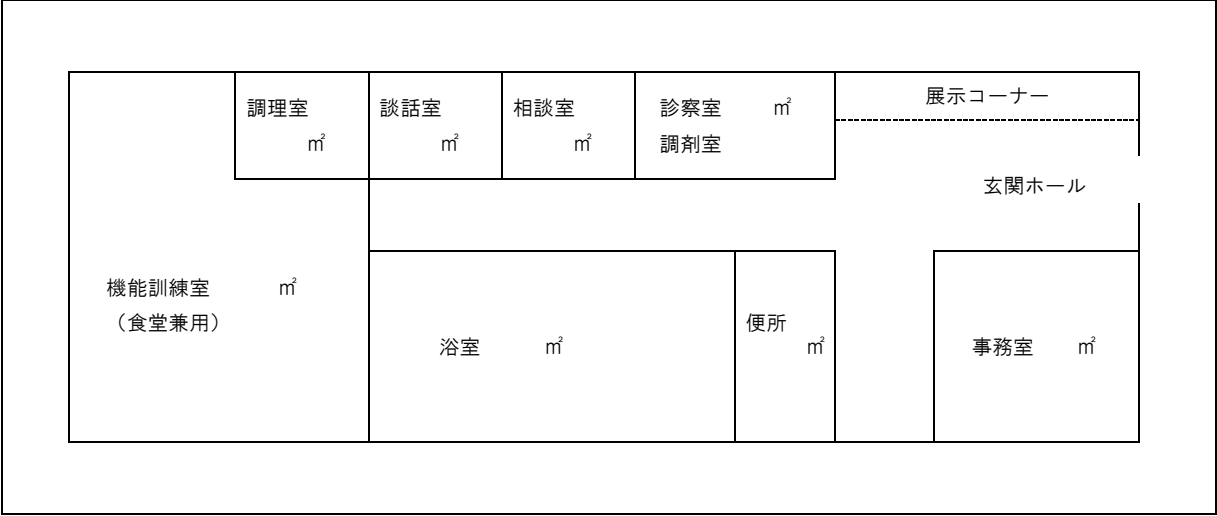 展示コーナー
調理室
㎡
談話室
㎡
相談室
㎡
診察室 ㎡
調剤室
玄関ホール
機能訓練室 ㎡
（食堂兼用）
浴室 ㎡
便所
㎡
事務室 ㎡